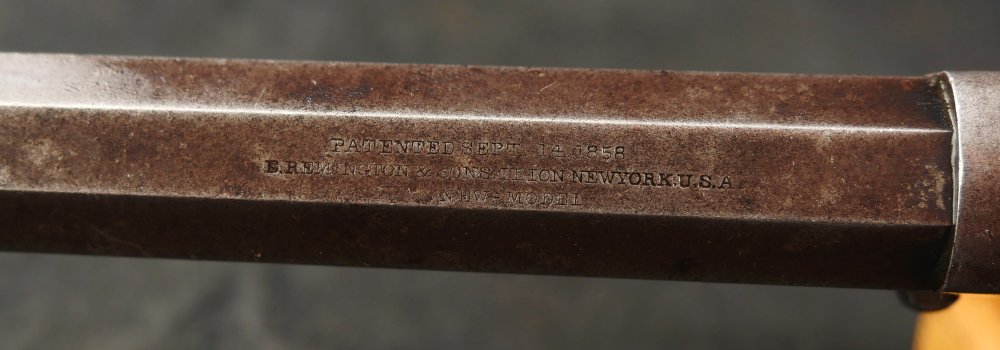 PATENTED SEPT. 14 1858
E. REMINGTON & SONS, ILION NEWYORK.U.S.A
NEW-MODEL